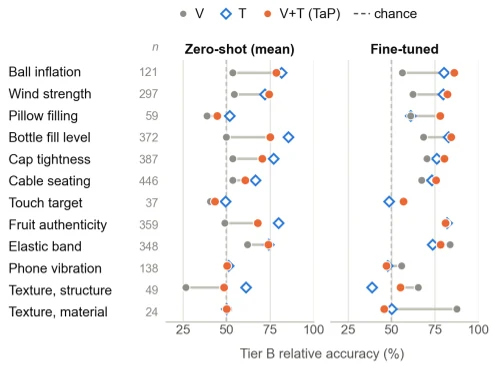 V T V+T (TaP) chance
n Zero-shot (mean) Fine-tuned
Ball inflation 121
Wind strength 297
Pillow filling 59
Bottle fill level 372
Cap tightness 387
Cable seating 446
Touch target 37
Fruit authenticity 359
Elastic band 348
Phone vibration 138
Texture, structure 49
Texture, material 24
25 50 75 100 25 50 75 100
Tier B relative accuracy (%)